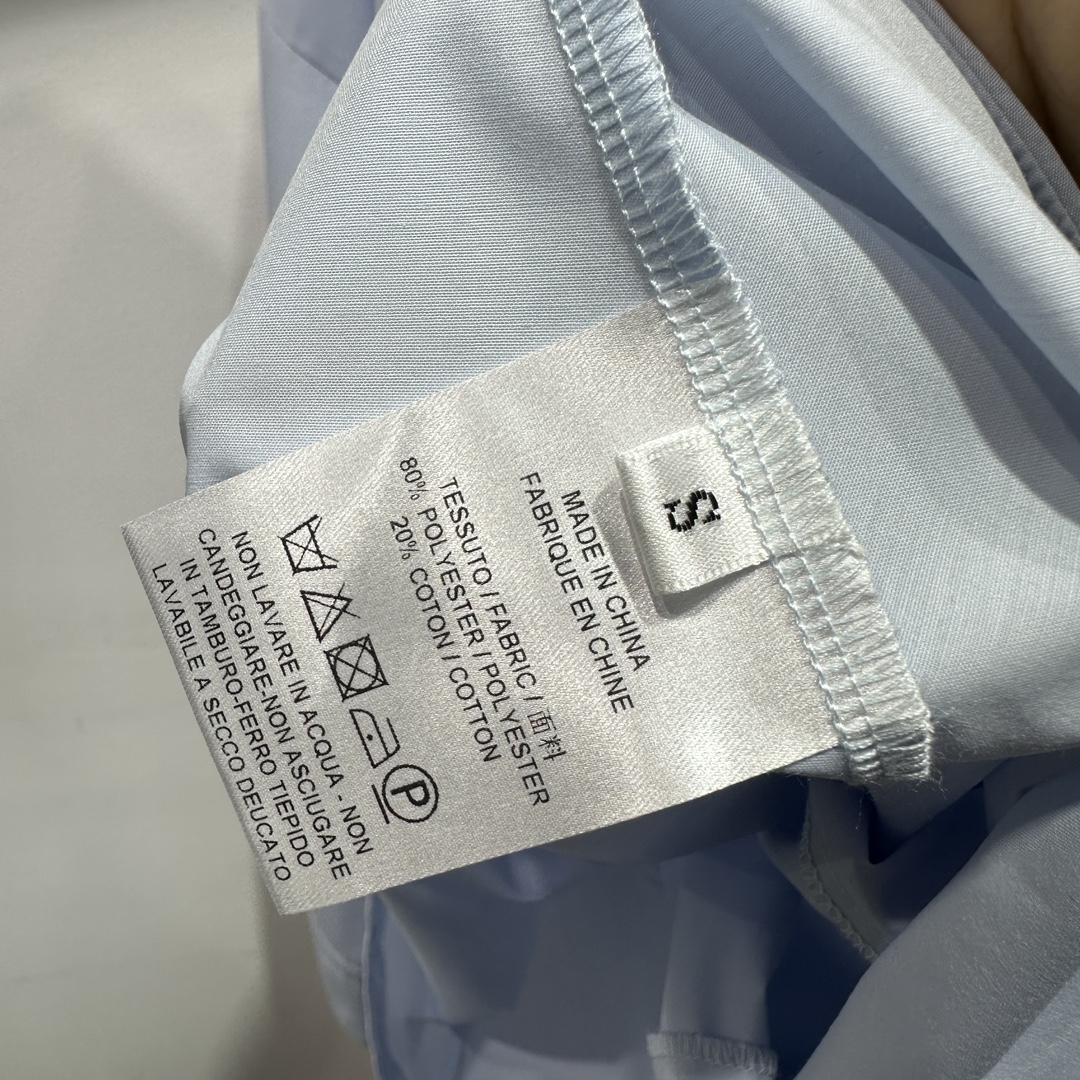 S
MADE IN CHINA
FABRIQUE EN CHINE
TESSUTO / FABRIC / 面料
80% POLYESTER / POLYESTER
20% COTON / COTTON
P
NON LAVARE IN ACQUA - NON
CANDEGGIARE-NON ASCIUGARE
IN TAMBURO-FERRO TIEPIDO
LAVABILE A SECCO DEUCATO